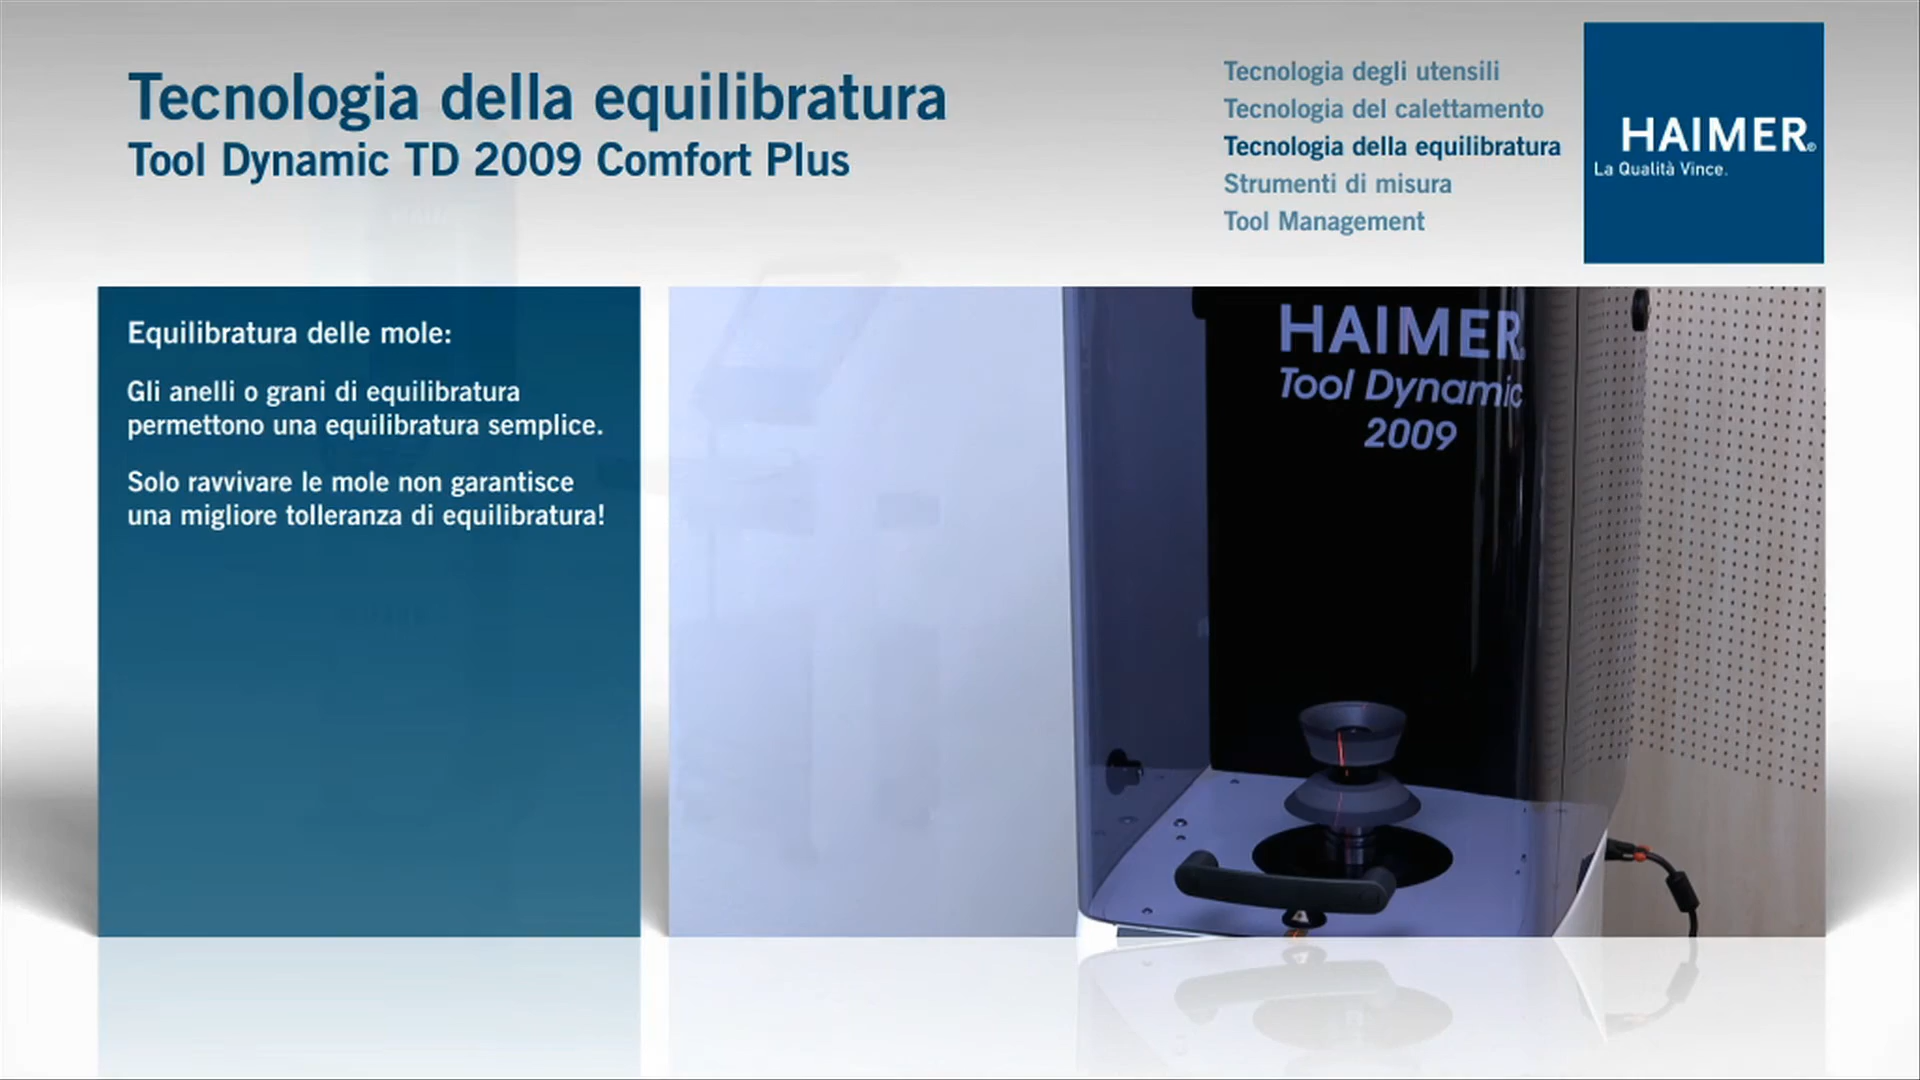 Tecnologia della equilibratura
Tool Dynamic TD 2009 Comfort Plus
Tecnologia degli utensili
Tecnologia del calettamento
Tecnologia della equilibratura
Strumenti di misura
Tool Management
HAIMER®
La Qualità Vince.
Equilibratura delle mole:
Gli anelli o grani di equilibratura
permettono una equilibratura semplice.
Solo ravvivare le mole non garantisce
una migliore tolleranza di equilibratura!
HAIMER®
Tool Dynamic
2009